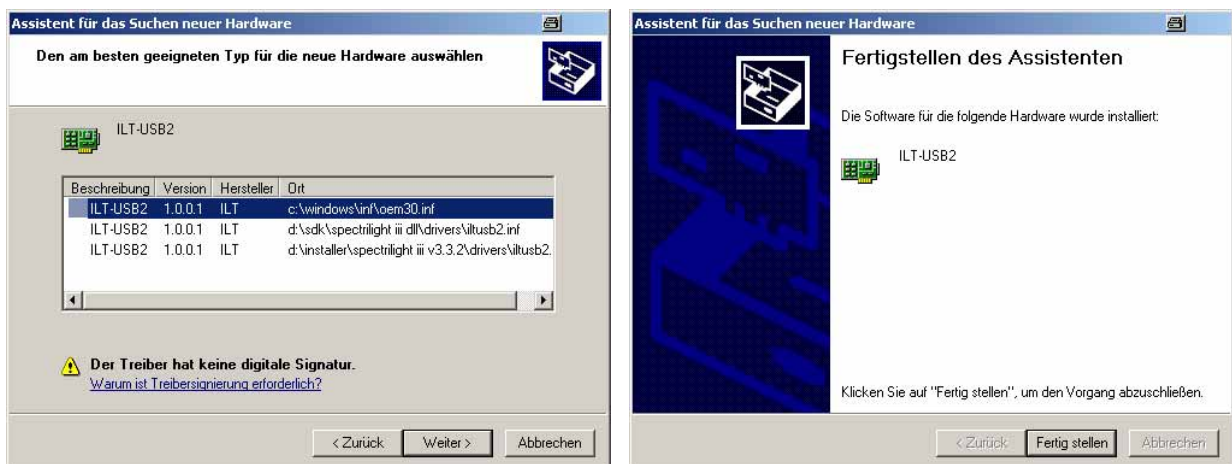 Assistent für das Suchen neuer Hardware
Den am besten geeigneten Typ für die neue Hardware auswählen
ILT-USB2
Beschreibung Version Hersteller Ort
ILT-USB2 1.0.0.1 ILT c:\windows\inf\oem30.inf
ILT-USB2 1.0.0.1 ILT d:\sdk\spectrilight iii dll\drivers\iltusb2.inf
ILT-USB2 1.0.0.1 ILT d:\installer\spectrilight iii v3.3.2\drivers\iltusb2.
Der Treiber hat keine digitale Signatur.
Warum ist Treibersignierung erforderlich?
< Zurück Weiter > Abbrechen
Assistent für das Suchen neuer Hardware
Fertigstellen des Assistenten
Die Software für die folgende Hardware wurde installiert:
ILT-USB2
Klicken Sie auf "Fertig stellen", um den Vorgang abzuschließen.
< Zurück Fertig stellen Abbrechen